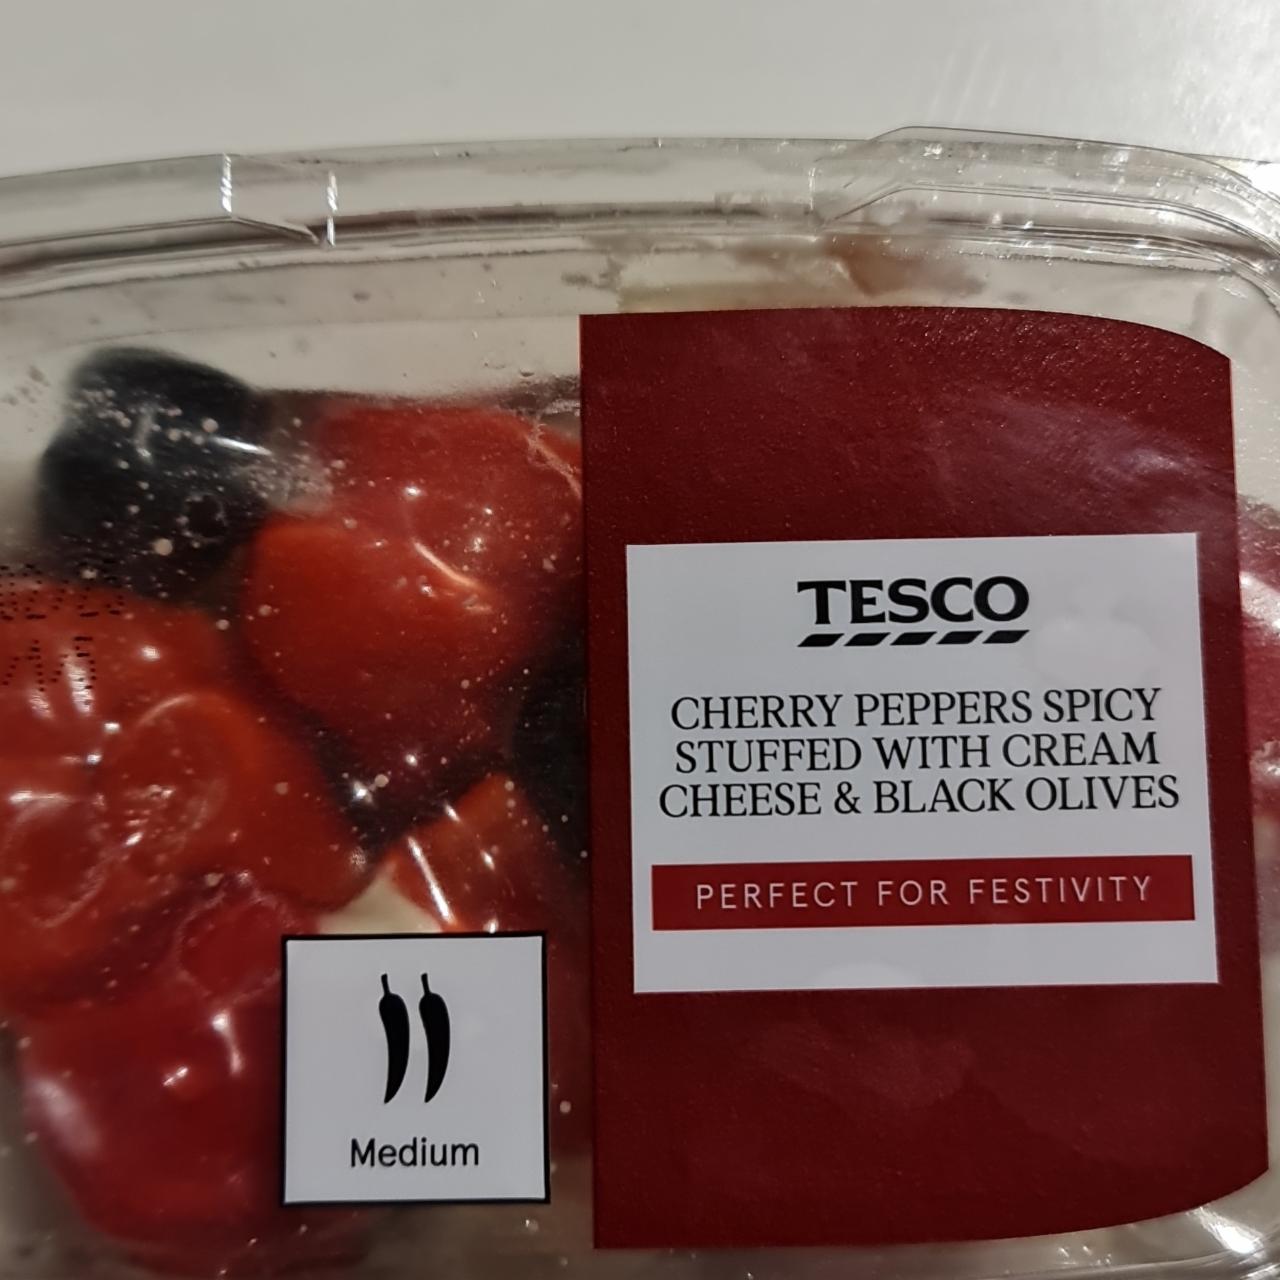 TESCO
CHERRY PEPPERS SPICY
STUFFED WITH CREAM
CHEESE & BLACK OLIVES
PERFECT FOR FESTIVITY
Medium